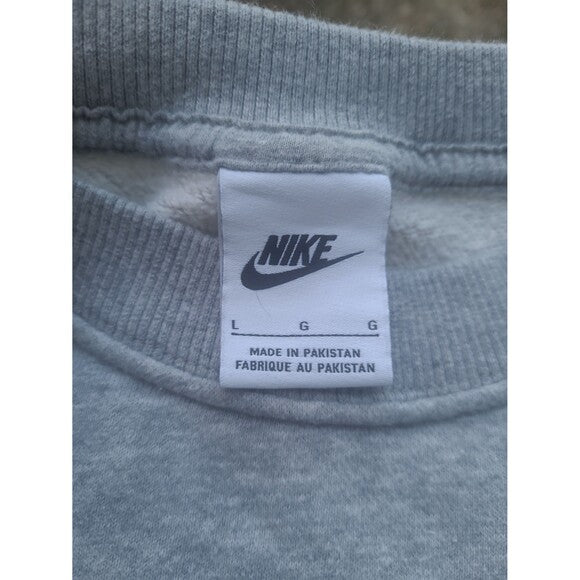 NIKE
L G G
MADE IN PAKISTAN
FABRIQUE AU PAKISTAN